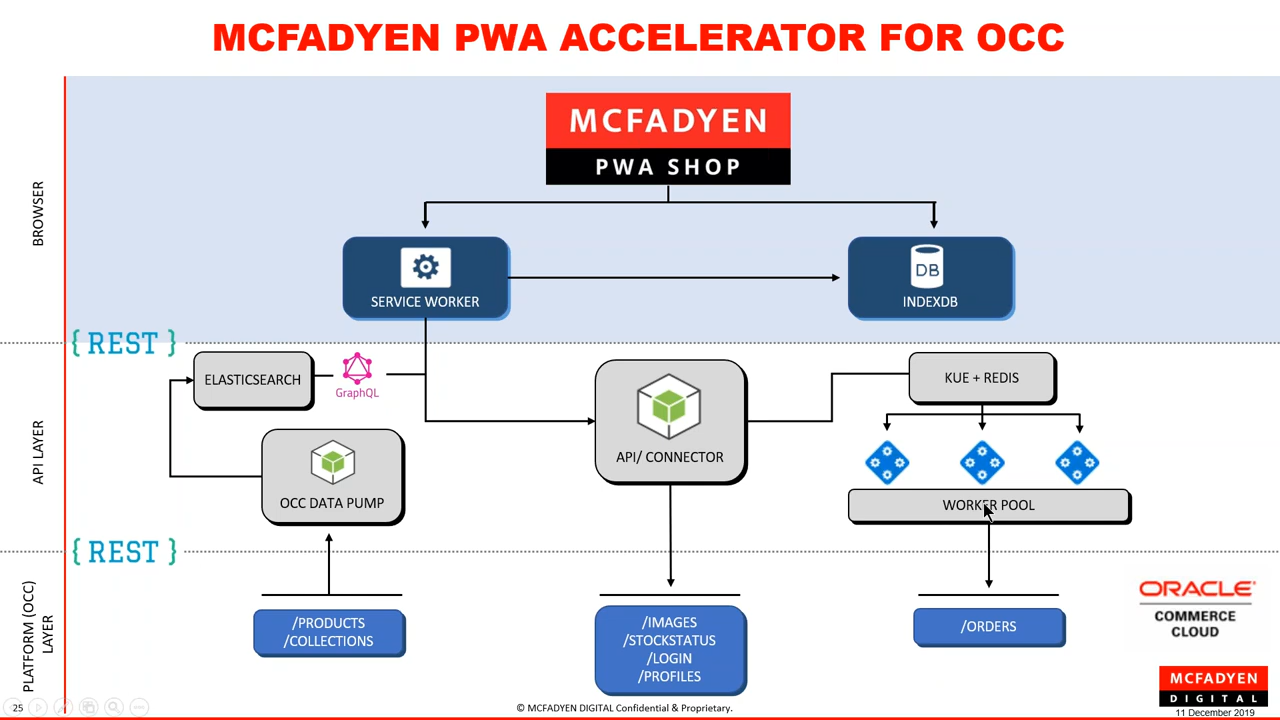 MCFADYEN PWA ACCELERATOR FOR OCC
BROWSER
MCFADYEN
PWA SHOP
SERVICE WORKER
DB
INDEXDB
{ REST }
API LAYER
ELASTICSEARCH
GraphQL
OCC DATA PUMP
API/ CONNECTOR
KUE + REDIS
WORKER POOL
{ REST }
PLATFORM (OCC)
LAYER
/PRODUCTS
/COLLECTIONS
/IMAGES
/STOCKSTATUS
/LOGIN
/PROFILES
/ORDERS
ORACLE
COMMERCE
CLOUD
MCFADYEN
DIGITAL
25
© MCFADYEN DIGITAL Confidential & Proprietary.
11 December 2019